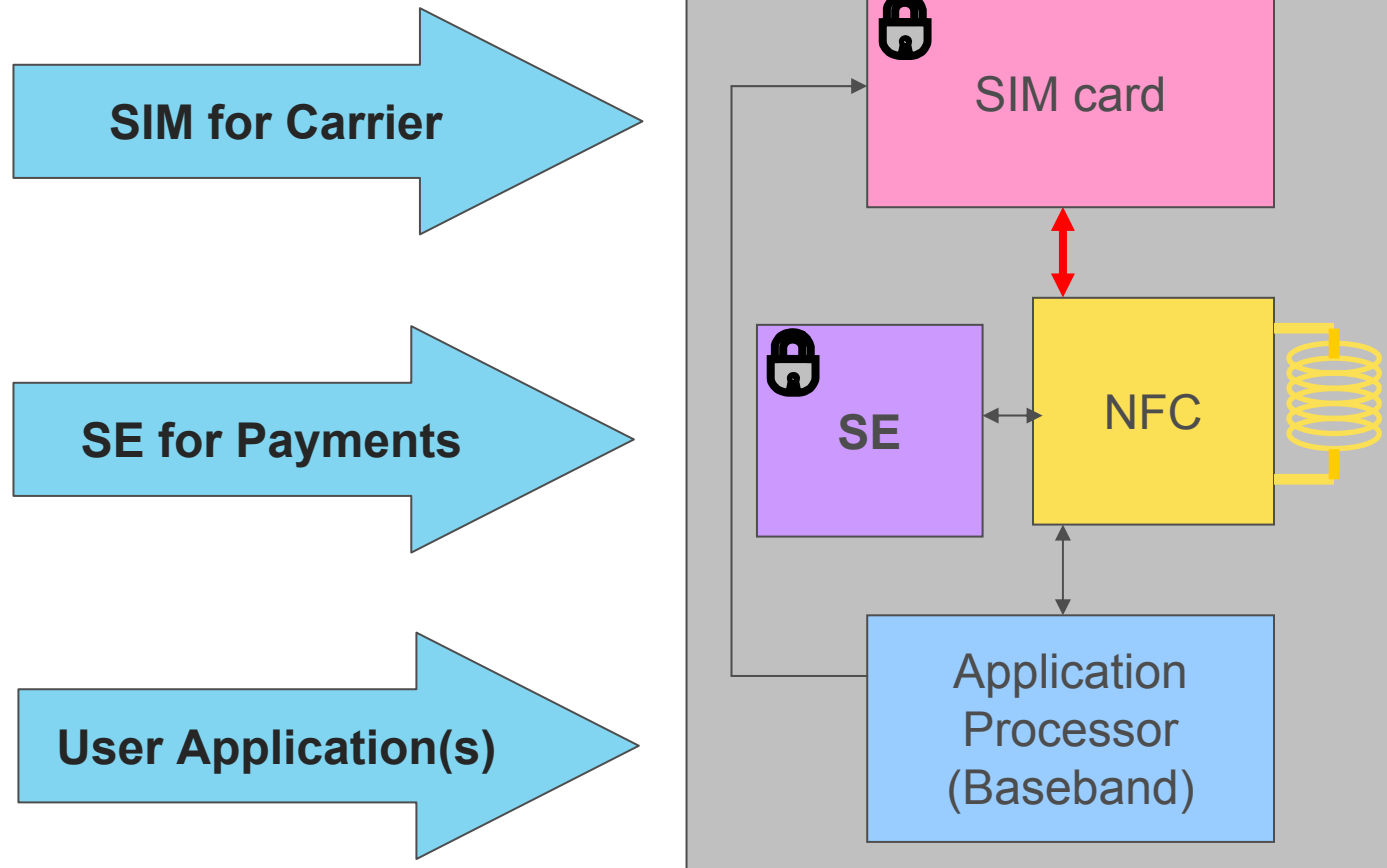 SIM for Carrier
SIM card
SE for Payments
SE
NFC
User Application(s)
Application
Processor
(Baseband)